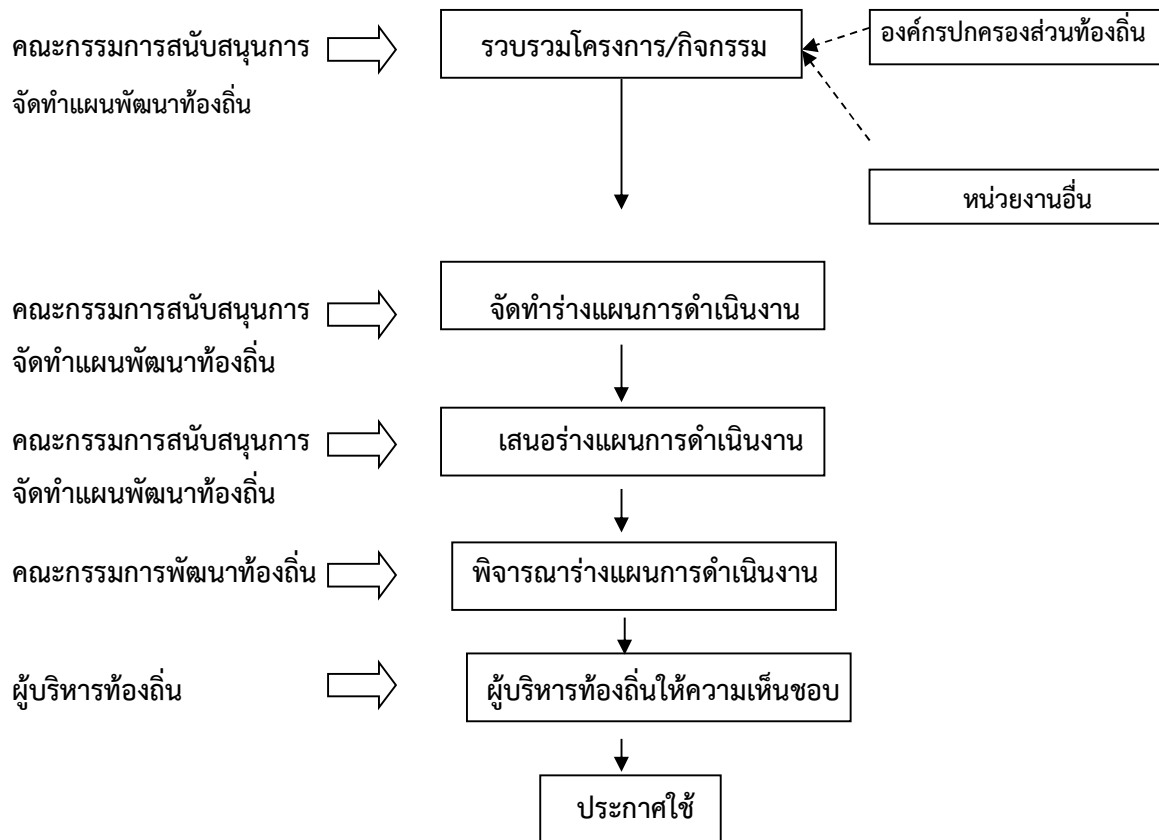 คณะกรรมการสนับสนุนการ
จัดทำแผนพัฒนาท้องถิ่น
รวบรวมโครงการ/กิจกรรม
องค์กรปกครองส่วนท้องถิ่น
หน่วยงานอื่น
คณะกรรมการสนับสนุนการ
จัดทำแผนพัฒนาท้องถิ่น
จัดทำร่างแผนการดำเนินงาน
คณะกรรมการสนับสนุนการ
จัดทำแผนพัฒนาท้องถิ่น
เสนอร่างแผนการดำเนินงาน
คณะกรรมการพัฒนาท้องถิ่น
พิจารณาร่างแผนการดำเนินงาน
ผู้บริหารท้องถิ่น
ผู้บริหารท้องถิ่นให้ความเห็นชอบ
ประกาศใช้